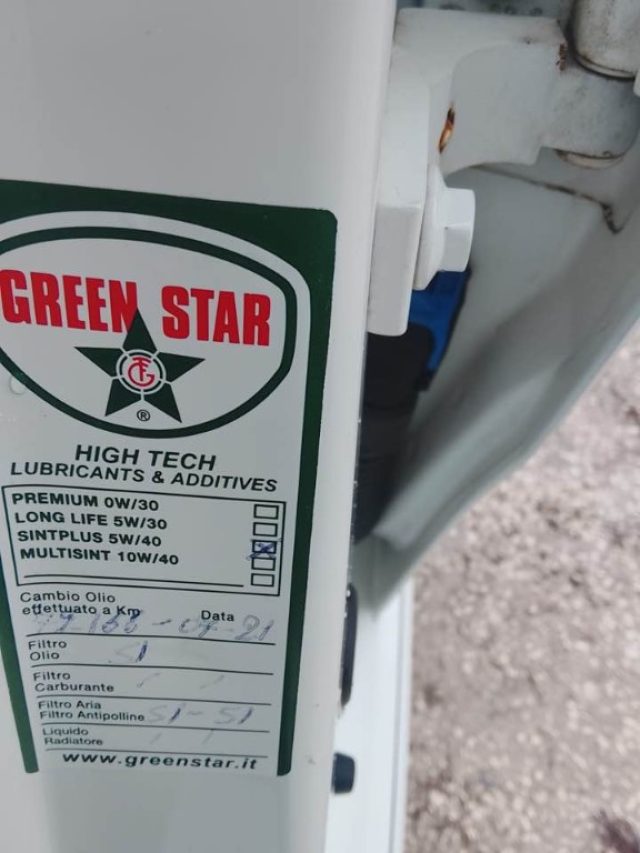 GREEN STAR
TFG
®
HIGH TECH
LUBRICANTS & ADDITIVES
PREMIUM 0W/30
LONG LIFE 5W/30
SINTPLUS 5W/40
MULTISINT 10W/40
Cambio Olio
effettuato a Km Data
Filtro
Olio SI
Filtro
Carburante
Filtro Aria
Filtro Antipolline SI-SI
Liquido
Radiatore
www.greenstar.it